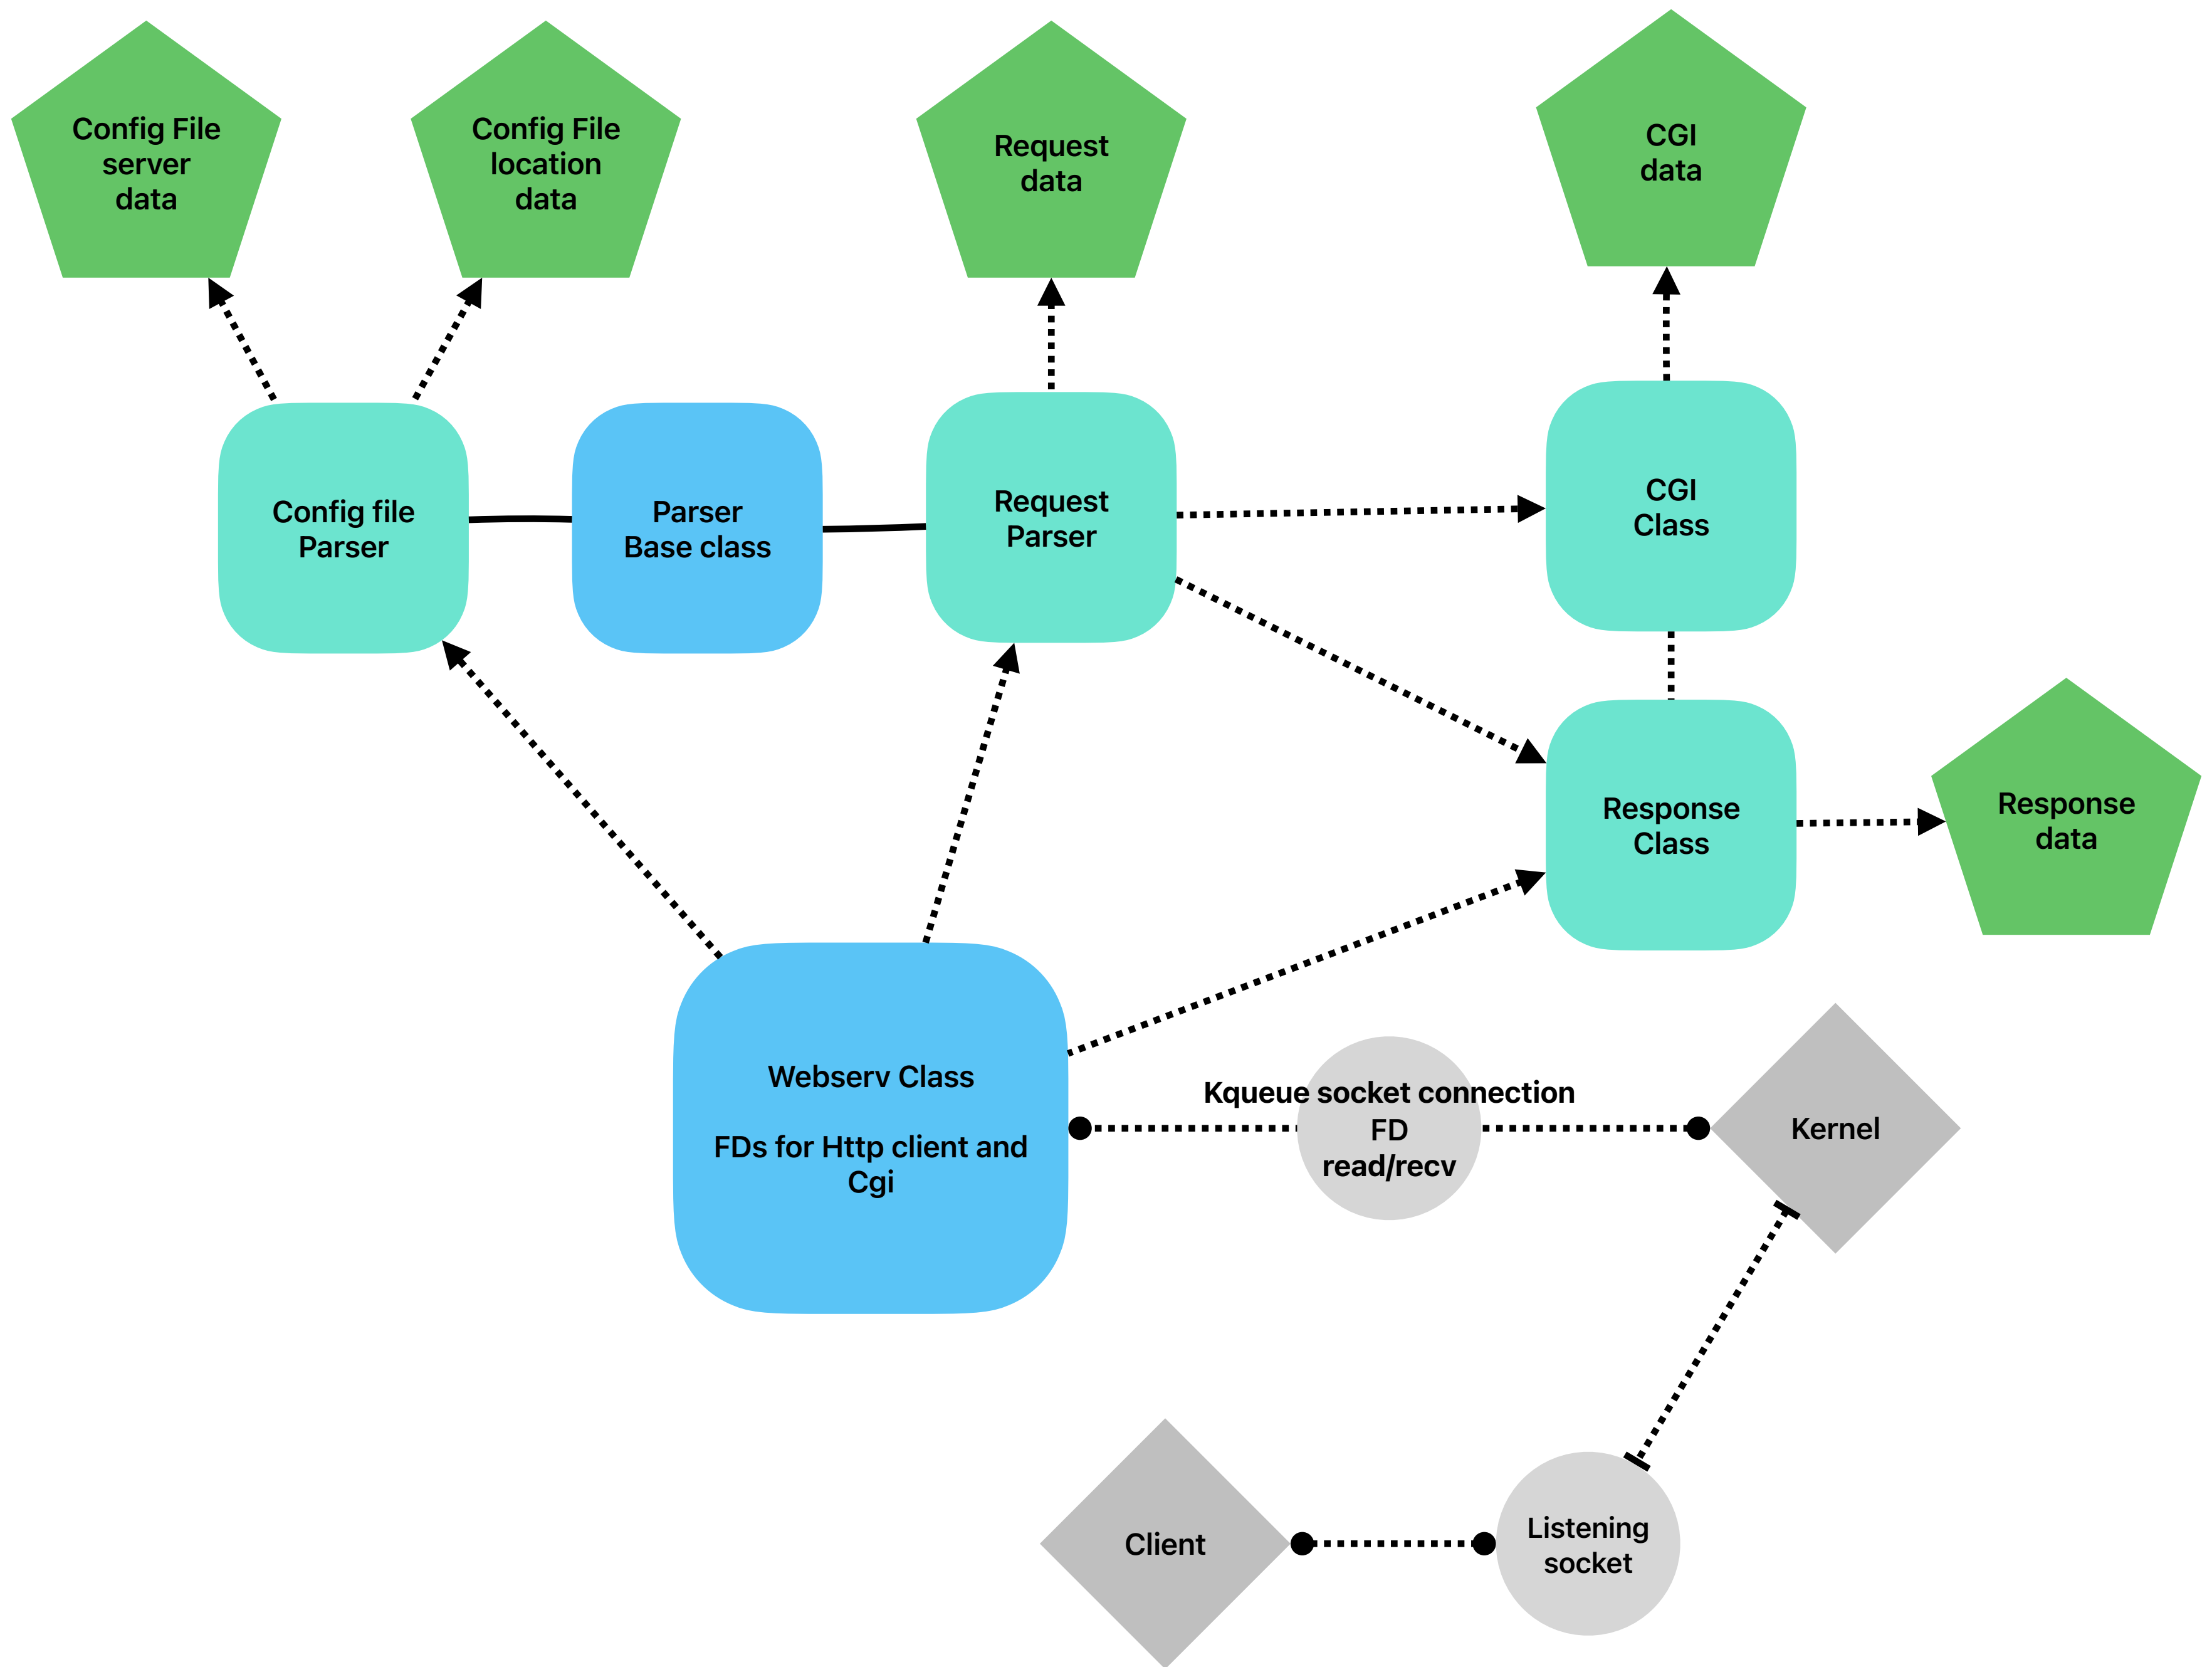 Config File
server
data
Config File
location
data
Request
data
CGI
data
Config file
Parser
Parser
Base class
Request
Parser
CGI
Class
Response
Class
Response
data
Webserv Class
FDs for Http client and
Cgi
Kqueue socket connection
FD
read/recv
Kernel
Client
Listening
socket